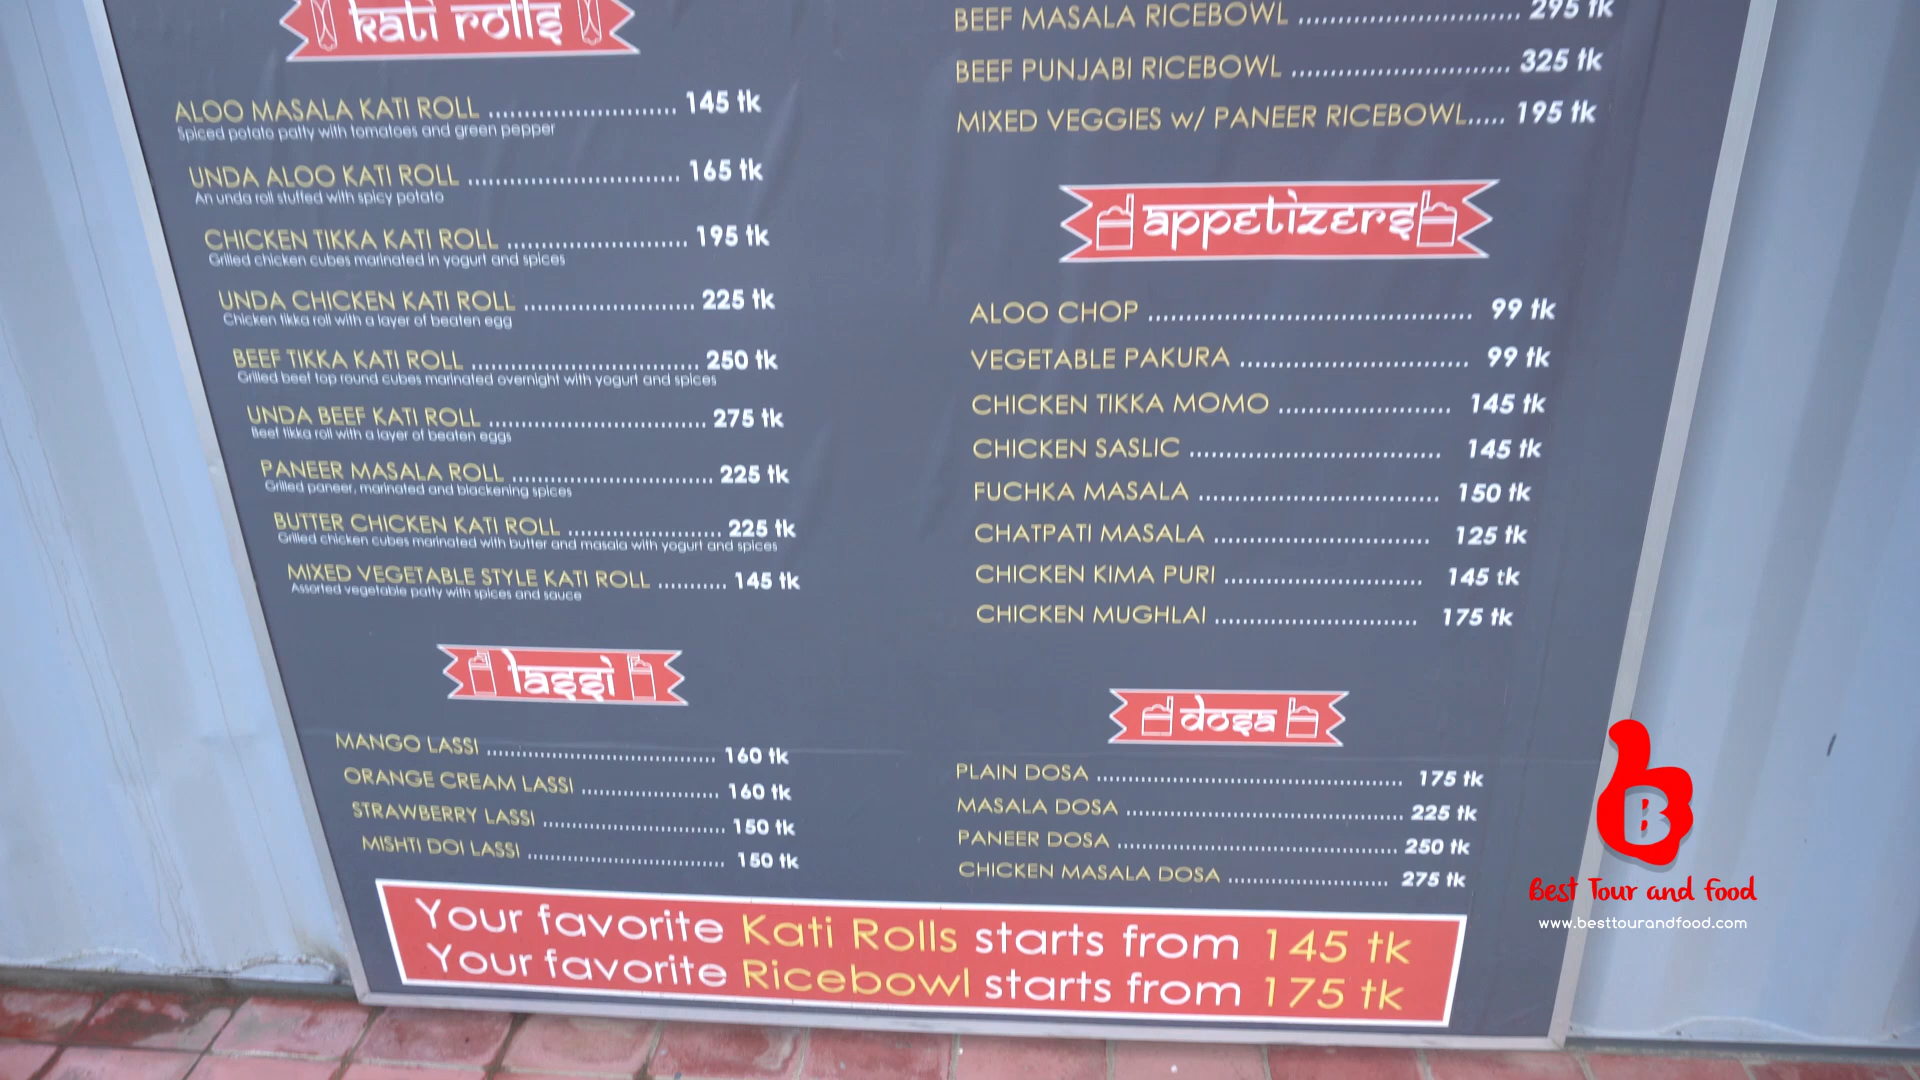 kati rolls
ALOO MASALA KATI ROLL ........................ 145 tk
Spiced potato patty with tomatoes and green pepper
UNDA ALOO KATI ROLL ........................... 165 tk
An unda roll stuffed with spicy potato
CHICKEN TIKKA KATI ROLL ....................... 195 tk
Grilled chicken cubes marinated in yogurt and spices
UNDA CHICKEN KATI ROLL ...................... 225 tk
Chicken tikka roll with a layer of beaten egg
BEEF TIKKA KATI ROLL .............................. 250 tk
Grilled beef top round cubes marinated overnight with yogurt and spices
UNDA BEEF KATI ROLL ............................. 275 tk
Beef tikka roll with a layer of beaten eggs
PANEER MASALA ROLL ........................... 225 tk
Grilled paneer, marinated and blackening spices
BUTTER CHICKEN KATI ROLL ..................... 225 tk
Grilled chicken cubes marinated with butter and masala with yogurt and spices
MIXED VEGETABLE STYLE KATI ROLL .......... 145 tk
Assorted vegetable patty with spices and sauce
lassi
MANGO LASSI .................................. 160 tk
ORANGE CREAM LASSI .................... 160 tk
STRAWBERRY LASSI ........................... 150 tk
MISHTI DOI LASSI ............................. 150 tk
BEEF MASALA RICEBOWL ............................ 295 tk
BEEF PUNJABI RICEBOWL ............................ 325 tk
MIXED VEGGIES w/ PANEER RICEBOWL..... 195 tk
appetizers
ALOO CHOP ......................................... 99 tk
VEGETABLE PAKURA ............................. 99 tk
CHICKEN TIKKA MOMO ...................... 145 tk
CHICKEN SASLIC ................................ 145 tk
FUCHKA MASALA ............................... 150 tk
CHATPATI MASALA ............................ 125 tk
CHICKEN KIMA PURI .......................... 145 tk
CHICKEN MUGHLAI ........................... 175 tk
dosa
PLAIN DOSA .......................................... 175 tk
MASALA DOSA ...................................... 225 tk
PANEER DOSA ....................................... 250 tk
CHICKEN MASALA DOSA ....................... 275 tk
Your favorite Kati Rolls starts from 145 tk
Your favorite Ricebowl starts from 175 tk
B
Best Tour and food
www.besttourandfood.com